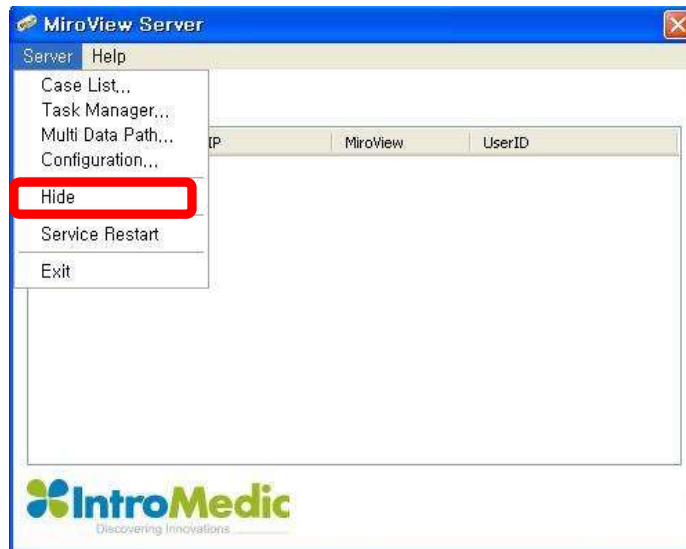 MiroView Server
Server Help
Case List...
Task Manager...
Multi Data Path...
Configuration...
Hide
Service Restart
Exit
IP MiroView UserID
IntroMedic
Discovering Innovations